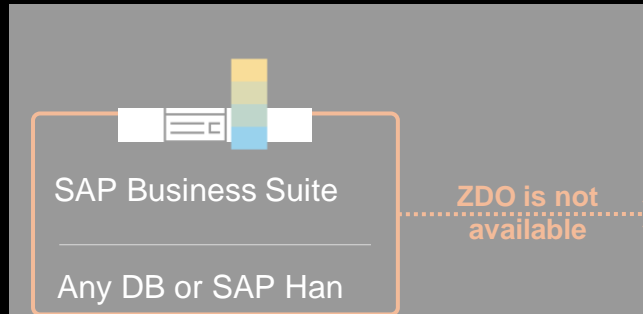 SAP Business Suite
ZDO is not
available
Any DB or SAP Han